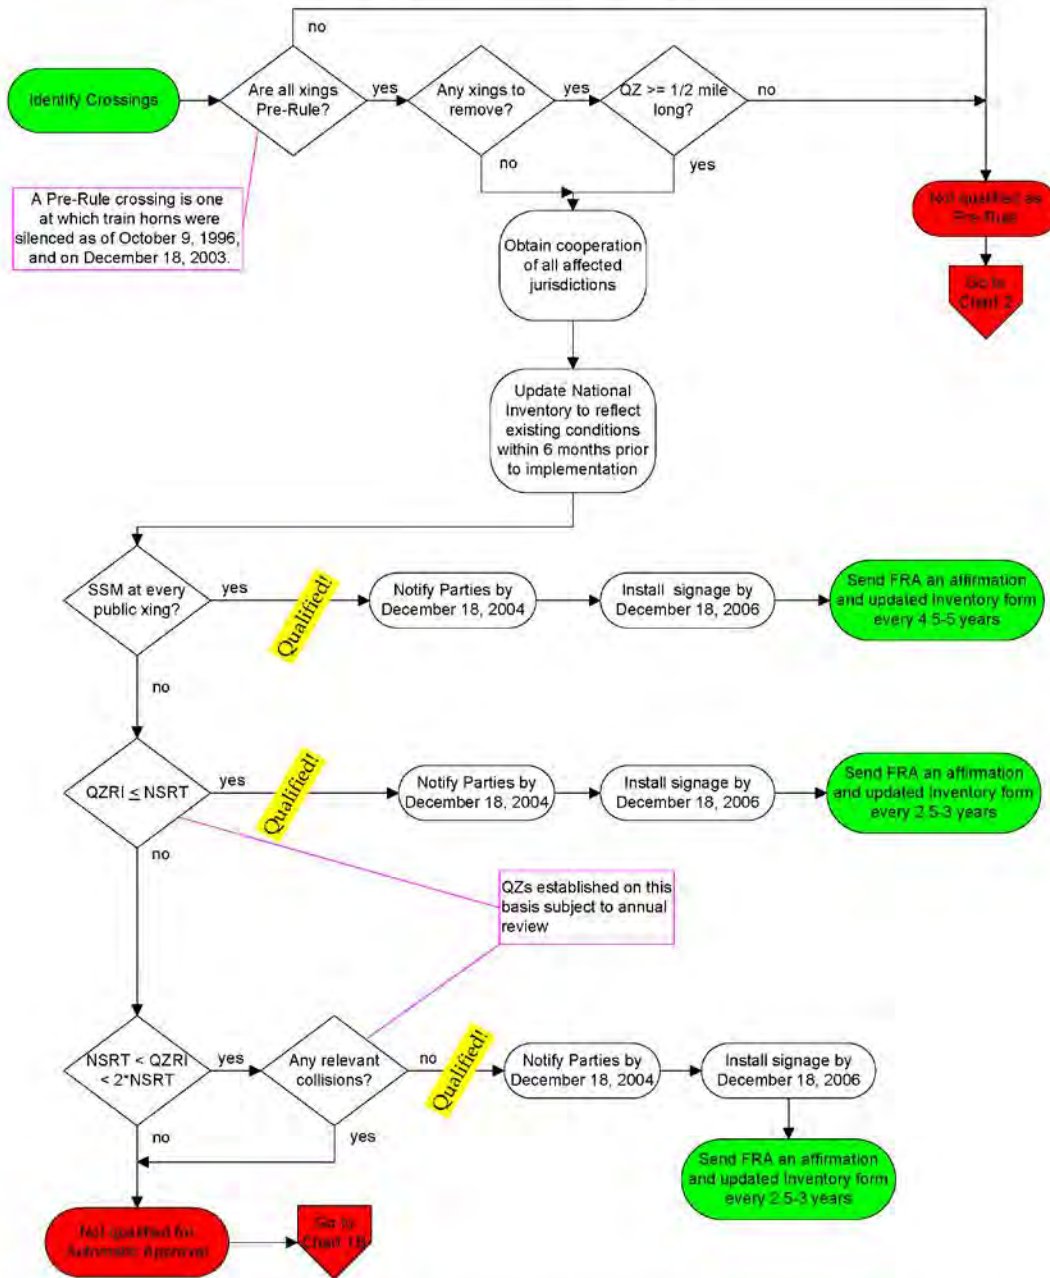 no
Identify Crossings
Are all xings
Pre-Rule?
yes
Any xings to
remove?
yes
QZ >= 1/2 mile
long?
no
no
yes
A Pre-Rule crossing is one
at which train horns were
silenced as of October 9, 1996,
and on December 18, 2003.
Not qualified as
Pre-Rule
Go to
Chart 2
Obtain cooperation
of all affected
jurisdictions
Update National
Inventory to reflect
existing conditions
within 6 months prior
to implementation
SSM at every
public xing?
yes
Qualified!
Notify Parties by
December 18, 2004
Install signage by
December 18, 2006
Send FRA an affirmation
and updated Inventory form
every 4.5-5 years
no
QZRI ≤ NSRT
yes
Qualified!
Notify Parties by
December 18, 2004
Install signage by
December 18, 2006
Send FRA an affirmation
and updated Inventory form
every 2.5-3 years
no
QZs established on this
basis subject to annual
review
NSRT < QZRI
< 2*NSRT
yes
Any relevant
collisions?
no
Qualified!
Notify Parties by
December 18, 2004
Install signage by
December 18, 2006
no
yes
Send FRA an affirmation
and updated Inventory form
every 2.5-3 years
Not qualified for
Automatic Approval
Go to
Chart 1B